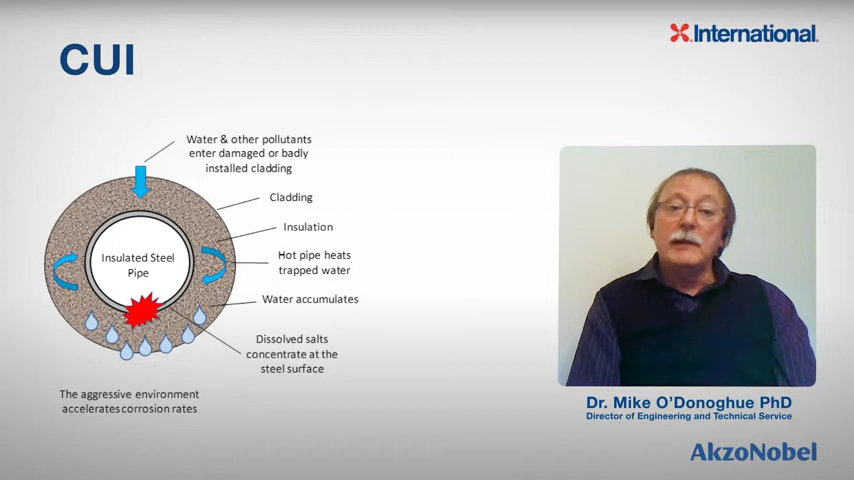 CUI
International
Water & other pollutants
enter damaged or badly
installed cladding
Cladding
Insulation
Insulated Steel
Pipe
Hot pipe heats
trapped water
Water accumulates
Dissolved salts
concentrate at the
steel surface
The aggressive environment
accelerates corrosion rates
Dr. Mike O'Donoghue PhD
Director of Engineering and Technical Service
AkzoNobel